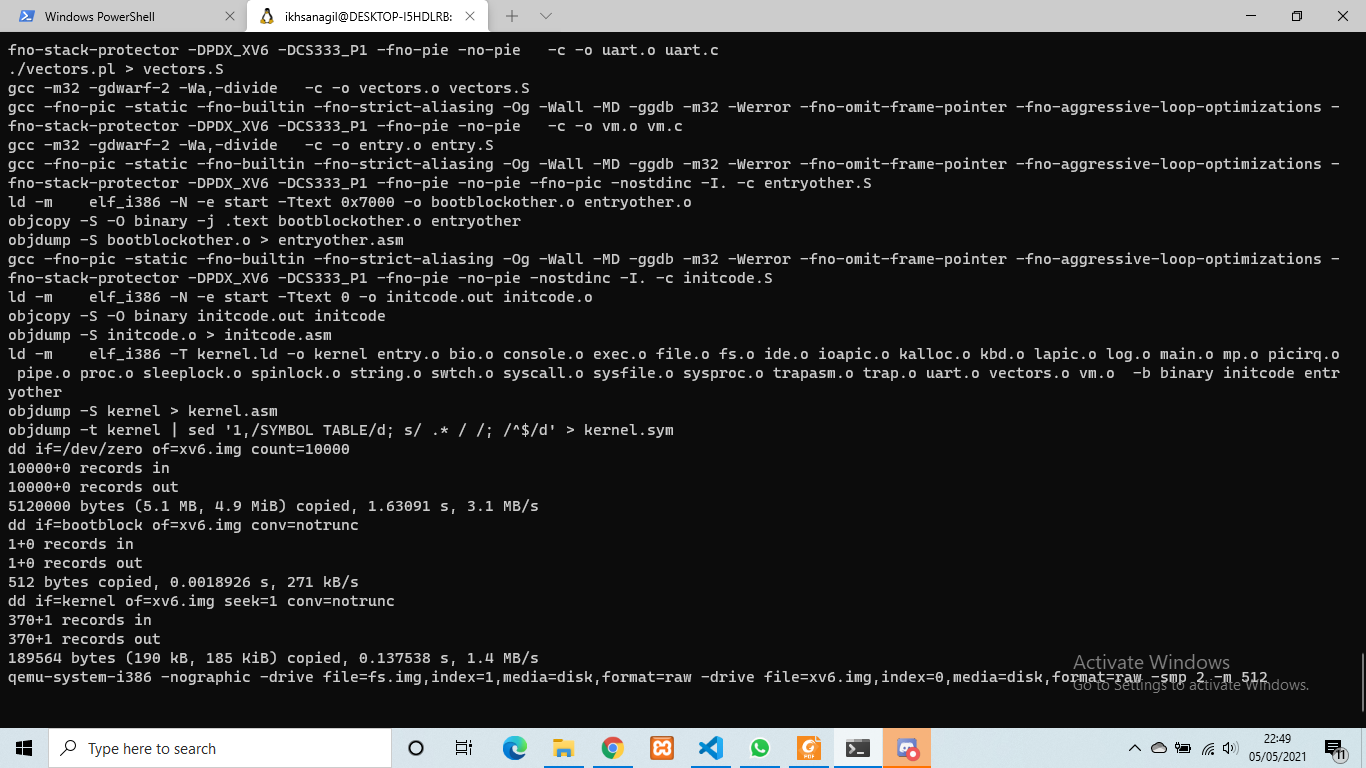 Windows PowerShell
ikhsanagil@DESKTOP-I5HDLRB:
fno-stack-protector -DPDX_XV6 -DCS333_P1 -fno-pie -no-pie   -c -o uart.o uart.c
./vectors.pl > vectors.S
gcc -m32 -gdwarf-2 -Wa,-divide   -c -o vectors.o vectors.S
gcc -fno-pic -static -fno-builtin -fno-strict-aliasing -Og -Wall -MD -ggdb -m32 -Werror -fno-omit-frame-pointer -fno-aggressive-loop-optimizations -
fno-stack-protector -DPDX_XV6 -DCS333_P1 -fno-pie -no-pie   -c -o vm.o vm.c
gcc -m32 -gdwarf-2 -Wa,-divide   -c -o entry.o entry.S
gcc -fno-pic -static -fno-builtin -fno-strict-aliasing -Og -Wall -MD -ggdb -m32 -Werror -fno-omit-frame-pointer -fno-aggressive-loop-optimizations -
fno-stack-protector -DPDX_XV6 -DCS333_P1 -fno-pie -no-pie -fno-pic -nostdinc -I. -c entryother.S
ld -m    elf_i386 -N -e start -Ttext 0x7000 -o bootblockother.o entryother.o
objcopy -S -O binary -j .text bootblockother.o entryother
objdump -S bootblockother.o > entryother.asm
gcc -fno-pic -static -fno-builtin -fno-strict-aliasing -Og -Wall -MD -ggdb -m32 -Werror -fno-omit-frame-pointer -fno-aggressive-loop-optimizations -
fno-stack-protector -DPDX_XV6 -DCS333_P1 -fno-pie -no-pie -nostdinc -I. -c initcode.S
ld -m    elf_i386 -N -e start -Ttext 0 -o initcode.out initcode.o
objcopy -S -O binary initcode.out initcode
objdump -S initcode.o > initcode.asm
ld -m    elf_i386 -T kernel.ld -o kernel entry.o bio.o console.o exec.o file.o fs.o ide.o ioapic.o kalloc.o kbd.o lapic.o log.o main.o mp.o picirq.o
 pipe.o proc.o sleeplock.o spinlock.o string.o swtch.o syscall.o sysfile.o sysproc.o trapasm.o trap.o uart.o vectors.o vm.o  -b binary initcode entr
yother
objdump -S kernel > kernel.asm
objdump -t kernel | sed '1,/SYMBOL TABLE/d; s/ .* / /; /^$/d' > kernel.sym
dd if=/dev/zero of=xv6.img count=10000
10000+0 records in
10000+0 records out
5120000 bytes (5.1 MB, 4.9 MiB) copied, 1.63091 s, 3.1 MB/s
dd if=bootblock of=xv6.img conv=notrunc
1+0 records in
1+0 records out
512 bytes copied, 0.0018926 s, 271 kB/s
dd if=kernel of=xv6.img seek=1 conv=notrunc
370+1 records in
370+1 records out
189564 bytes (190 kB, 185 KiB) copied, 0.137538 s, 1.4 MB/s
qemu-system-i386 -nographic -drive file=fs.img,index=1,media=disk,format=raw -drive file=xv6.img,index=0,media=disk,format=raw -smp 2 -m 512
Activate Windows
Go to Settings to activate Windows.
Type here to search
22:49
05/05/2021
11